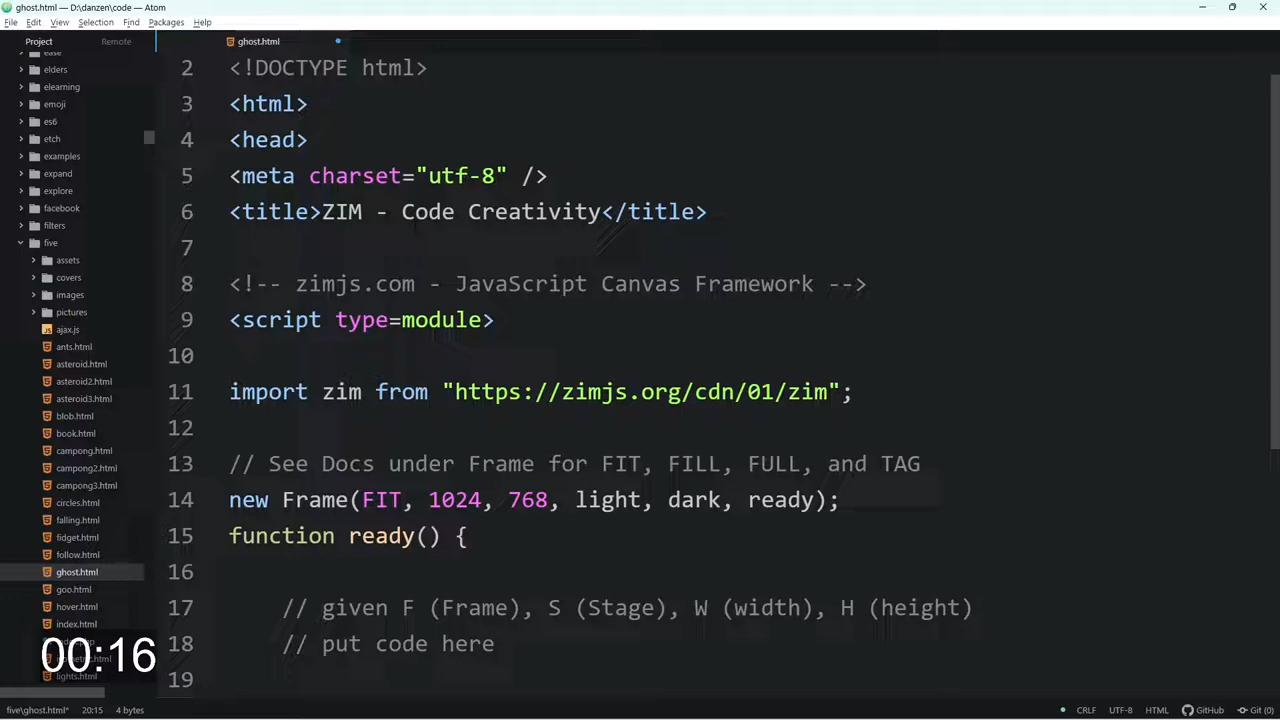 ghost.html — D:\danzen\code — Atom
File Edit View Selection Find Packages Help
Project Remote
ghost.html
ease
elders
elearning
emoji
es6
etch
examples
expand
explore
facebook
filters
five
assets
covers
images
pictures
ajax.js
ants.html
asteroid.html
asteroid2.html
asteroid3.html
blob.html
book.html
campong.html
campong2.html
campong3.html
circles.html
falling.html
fidget.html
follow.html
ghost.html
goo.html
hover.html
index.html
lights.html
00:16
2 <!DOCTYPE html>
3 <html>
4 <head>
5 <meta charset="utf-8" />
6 <title>ZIM - Code Creativity</title>
7
8 <!-- zimjs.com - JavaScript Canvas Framework -->
9 <script type=module>
10
11 import zim from "https://zimjs.org/cdn/01/zim";
12
13 // See Docs under Frame for FIT, FILL, FULL, and TAG
14 new Frame(FIT, 1024, 768, light, dark, ready);
15 function ready() {
16
17 // given F (Frame), S (Stage), W (width), H (height)
18 // put code here
19
five\ghost.html* 20:15 4 bytes CRLF UTF-8 HTML GitHub Git (0)